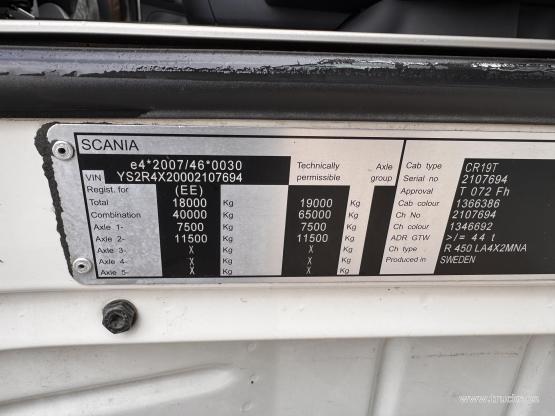 SCANIA
e4*2007/46*0030
VIN YS2R4X20002107694
Technically permissible
Axle group
Regist. for (EE)
Total 18000 Kg 19000 Kg
Combination 40000 Kg 65000 Kg
Axle 1- 7500 Kg 7500 Kg
Axle 2- 11500 Kg 11500 Kg
Axle 3- X Kg X Kg
Axle 4- X Kg X Kg
Axle 5- X Kg X Kg
Cab type CR19T
Serial no 2107694
Approval T 072 Fh
Cab colour 1366386
Ch No 2107694
Ch colour 1346692
ADR GTW >/= 44 t
Ch type R 450 LA4X2MNA
Produced in SWEDEN